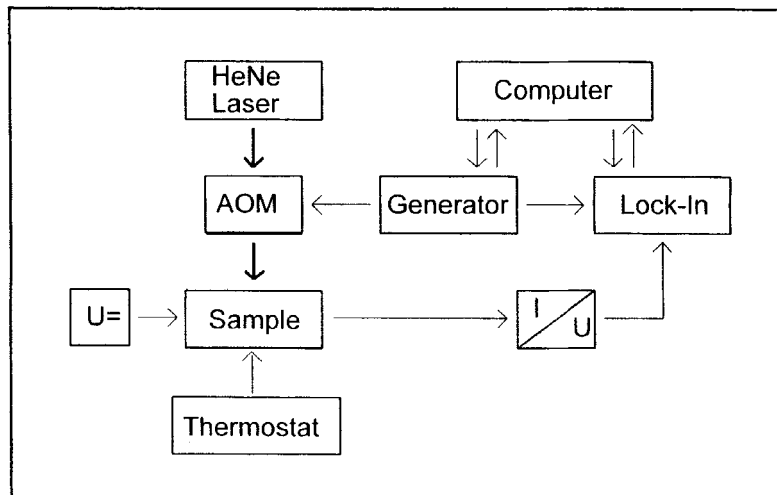 HeNe
Laser
Computer
AOM
Generator
Lock-In
U=
Sample
I
U
Thermostat